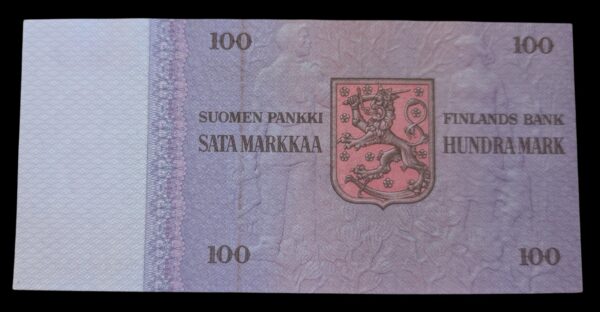 100 100
SUOMEN PANKKI FINLANDS BANK
SATA MARKKAA HUNDRA MARK
100 100